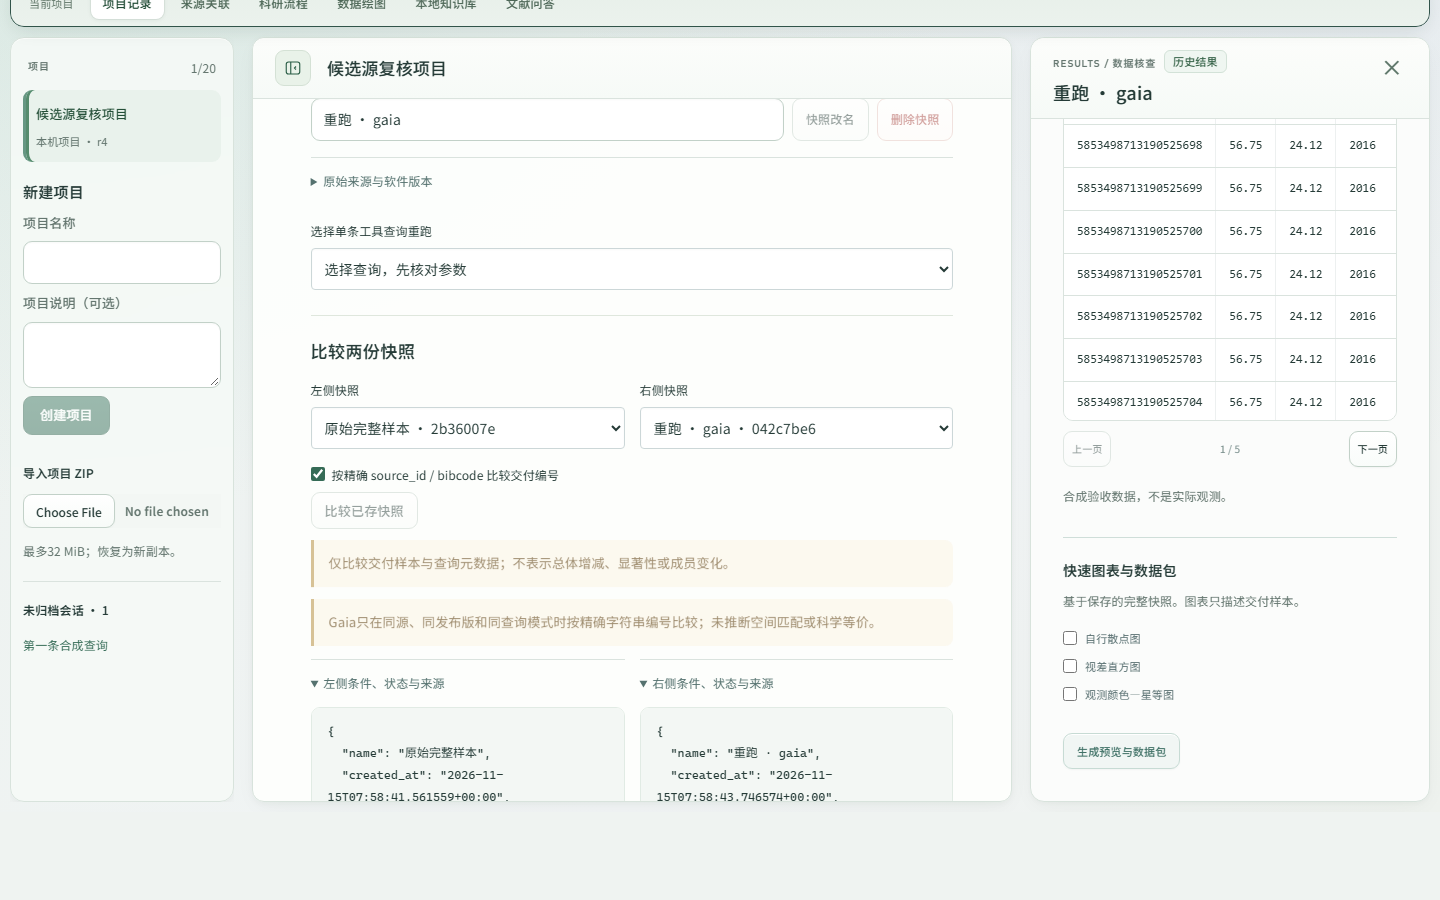 当前项目
项目记录
来源关联
科研流程
数据绘图
本地知识库
文献问答
项目
1/20
候选源复核项目
本机项目 · r4
新建项目
项目名称
项目说明（可选）
创建项目
导入项目 ZIP
Choose File No file chosen
最多32 MiB；恢复为新副本。
未归档会话 · 1
第一条合成查询
候选源复核项目
重跑 · gaia
快照改名
删除快照
原始来源与软件版本
选择单条工具查询重跑
选择查询，先核对参数
比较两份快照
左侧快照
右侧快照
原始完整样本 · 2b36007e
重跑 · gaia · 042c7be6
按精确 source_id / bibcode 比较交付编号
比较已存快照
仅比较交付样本与查询元数据；不表示总体增减、显著性或成员变化。
Gaia只在同源、同发布版和同查询模式时按精确字符串编号比较；未推断空间匹配或科学等价。
左侧条件、状态与来源
{
"name": "原始完整样本",
"created_at": "2026-11-
15T07:58:41.561559+00:00",
右侧条件、状态与来源
{
"name": "重跑 · gaia",
"created_at": "2026-11-
15T07:58:43.746574+00:00",
RESULTS / 数据核查
历史结果
重跑 · gaia
5853498713190525698 56.75 24.12 2016
5853498713190525699 56.75 24.12 2016
5853498713190525700 56.75 24.12 2016
5853498713190525701 56.75 24.12 2016
5853498713190525702 56.75 24.12 2016
5853498713190525703 56.75 24.12 2016
5853498713190525704 56.75 24.12 2016
上一页
1 / 5
下一页
合成验收数据，不是实际观测。
快速图表与数据包
基于保存的完整快照。图表只描述交付样本。
自行散点图
视差直方图
观测颜色—星等图
生成预览与数据包